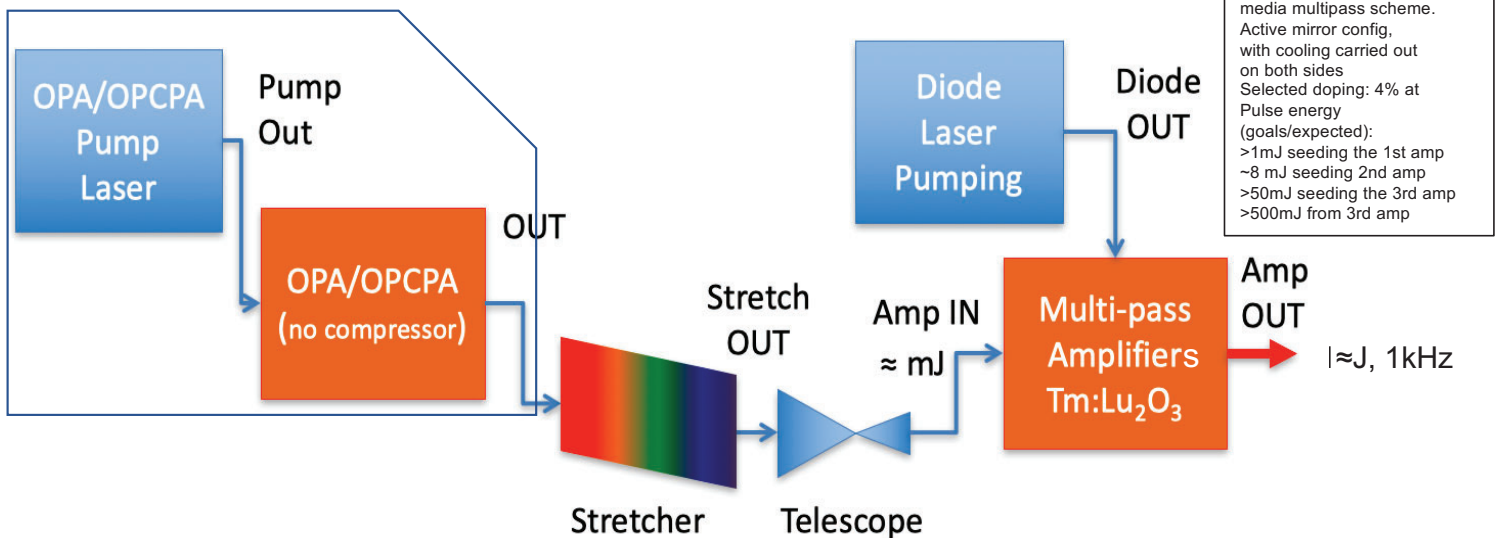 OPA/OPCPA
Pump
Laser
Pump
Out
OPA/OPCPA
(no compressor)
OUT
Stretch
OUT
Stretcher
Telescope
Amp IN
≈ mJ
Diode
Laser
Pumping
Diode
OUT
Multi-pass
Amplifiers
Tm:Lu₂O₃
Amp
OUT
≈J, 1kHz
media multipass scheme.
Active mirror config,
with cooling carried out
on both sides
Selected doping: 4% at
Pulse energy
(goals/expected):
>1mJ seeding the 1st amp
~8 mJ seeding 2nd amp
>50mJ seeding the 3rd amp
>500mJ from 3rd amp